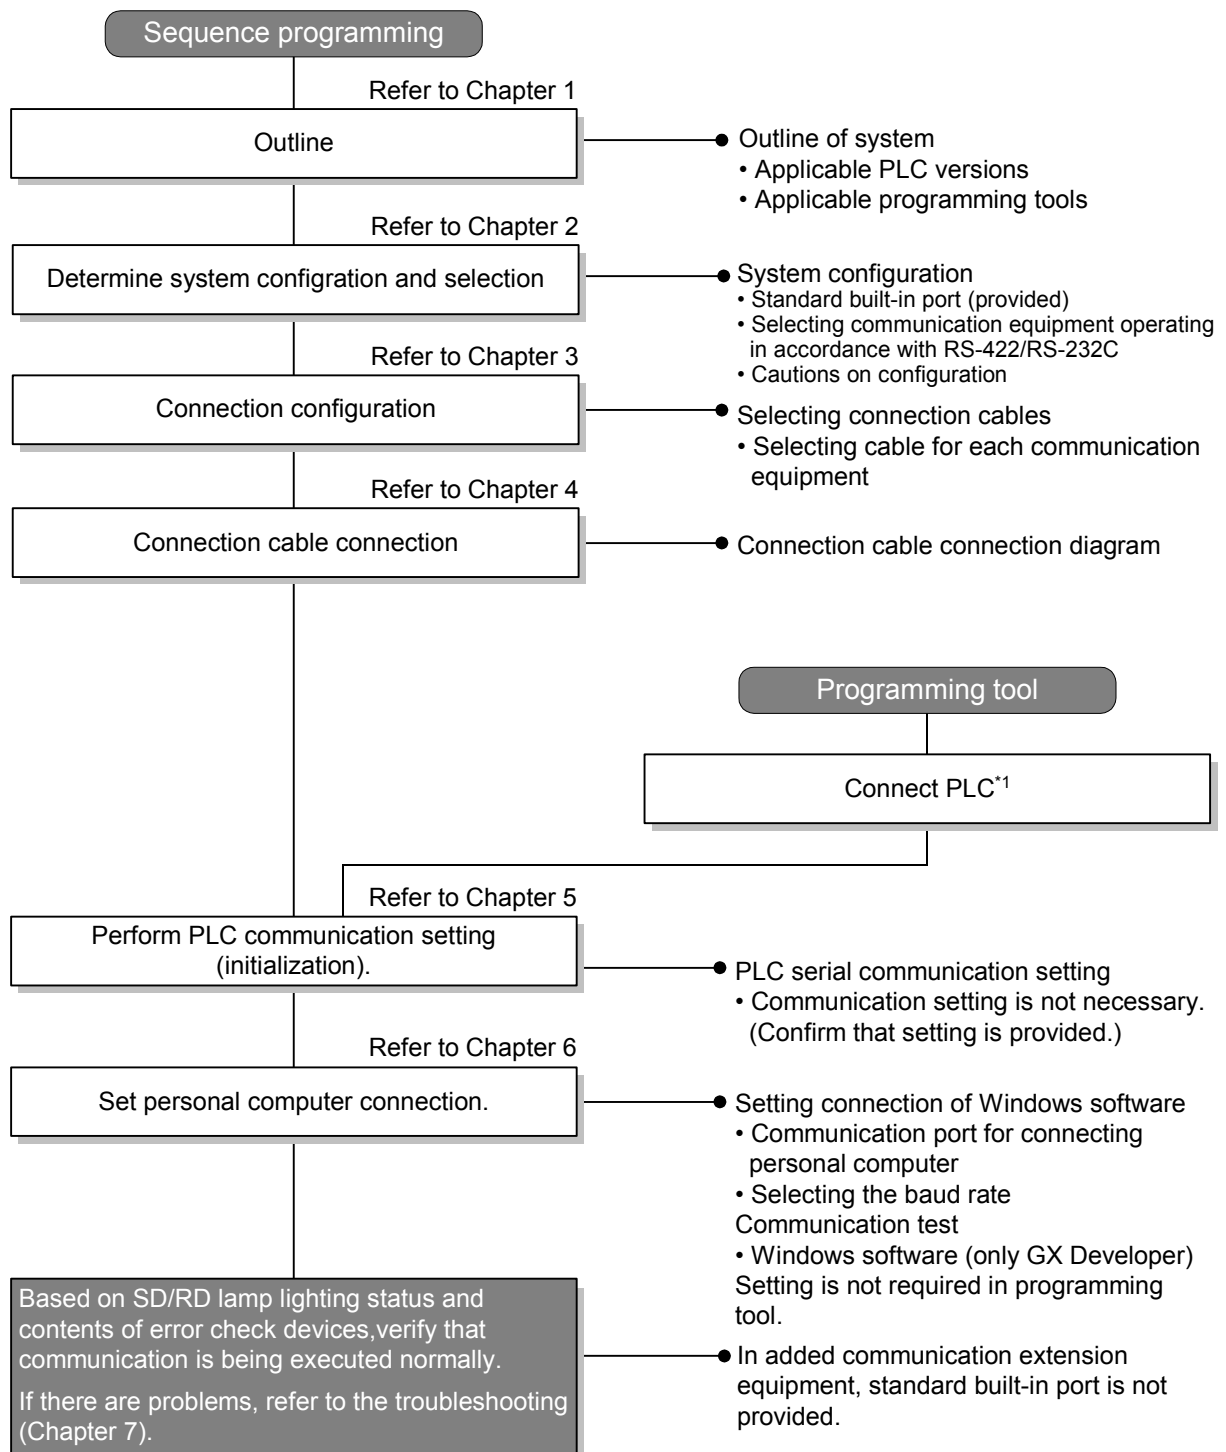 Sequence programming
Refer to Chapter 1
Outline
Outline of system
• Applicable PLC versions
• Applicable programming tools
Refer to Chapter 2
Determine system configration and selection
System configuration
• Standard built-in port (provided)
• Selecting communication equipment operating
in accordance with RS-422/RS-232C
• Cautions on configuration
Refer to Chapter 3
Connection configuration
Selecting connection cables
• Selecting cable for each communication
equipment
Refer to Chapter 4
Connection cable connection
Connection cable connection diagram
Programming tool
Connect PLC*1
Refer to Chapter 5
Perform PLC communication setting
(initialization).
PLC serial communication setting
• Communication setting is not necessary.
(Confirm that setting is provided.)
Refer to Chapter 6
Set personal computer connection.
Setting connection of Windows software
• Communication port for connecting
personal computer
• Selecting the baud rate
Communication test
• Windows software (only GX Developer)
Setting is not required in programming
tool.
Based on SD/RD lamp lighting status and
contents of error check devices,verify that
communication is being executed normally.
If there are problems, refer to the troubleshooting
(Chapter 7).
In added communication extension
equipment, standard built-in port is not
provided.